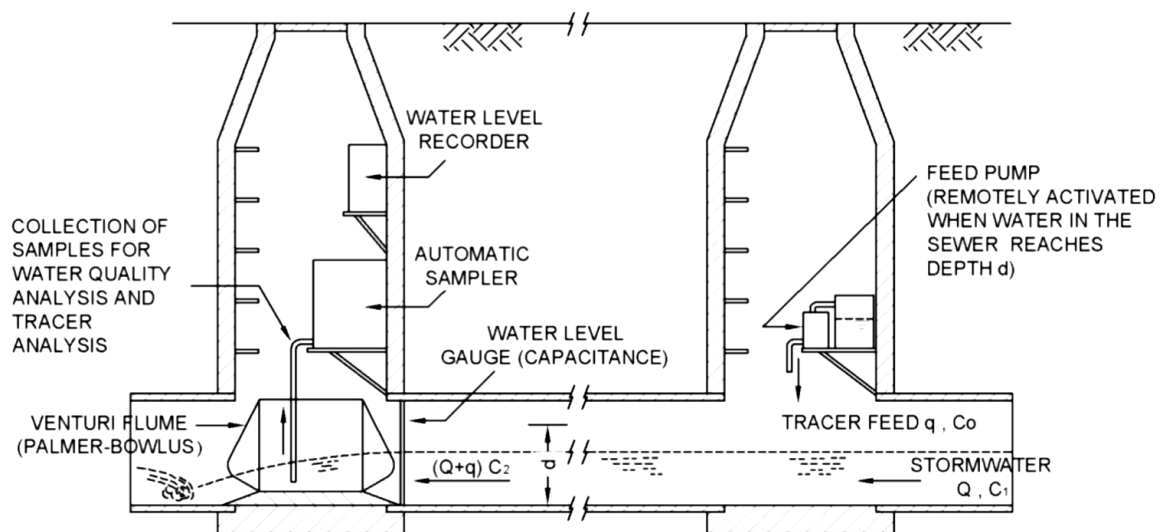 WATER LEVEL
RECORDER
FEED PUMP
(REMOTELY ACTIVATED
WHEN WATER IN THE
SEWER REACHES
DEPTH d)
COLLECTION OF
SAMPLES FOR
WATER QUALITY
ANALYSIS AND
TRACER
ANALYSIS
AUTOMATIC
SAMPLER
WATER LEVEL
GAUGE (CAPACITANCE)
VENTURI FLUME
(PALMER-BOWLUS)
TRACER FEED q , Co
(Q+q) C₂
d
STORMWATER
Q , C₁